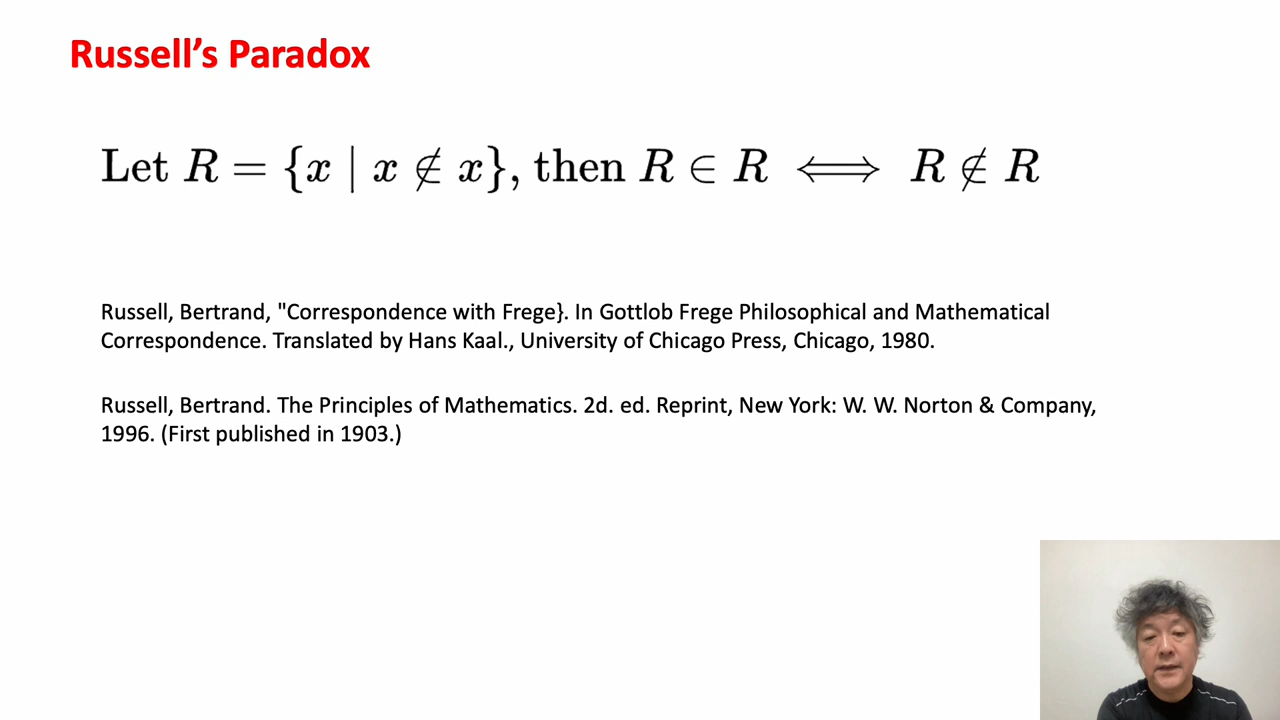 Russell’s Paradox
Let R = {x | x ∉ x}, then R ∈ R ⟺ R ∉ R
Russell, Bertrand, "Correspondence with Frege}. In Gottlob Frege Philosophical and Mathematical
Correspondence. Translated by Hans Kaal., University of Chicago Press, Chicago, 1980.
Russell, Bertrand. The Principles of Mathematics. 2d. ed. Reprint, New York: W. W. Norton & Company,
1996. (First published in 1903.)